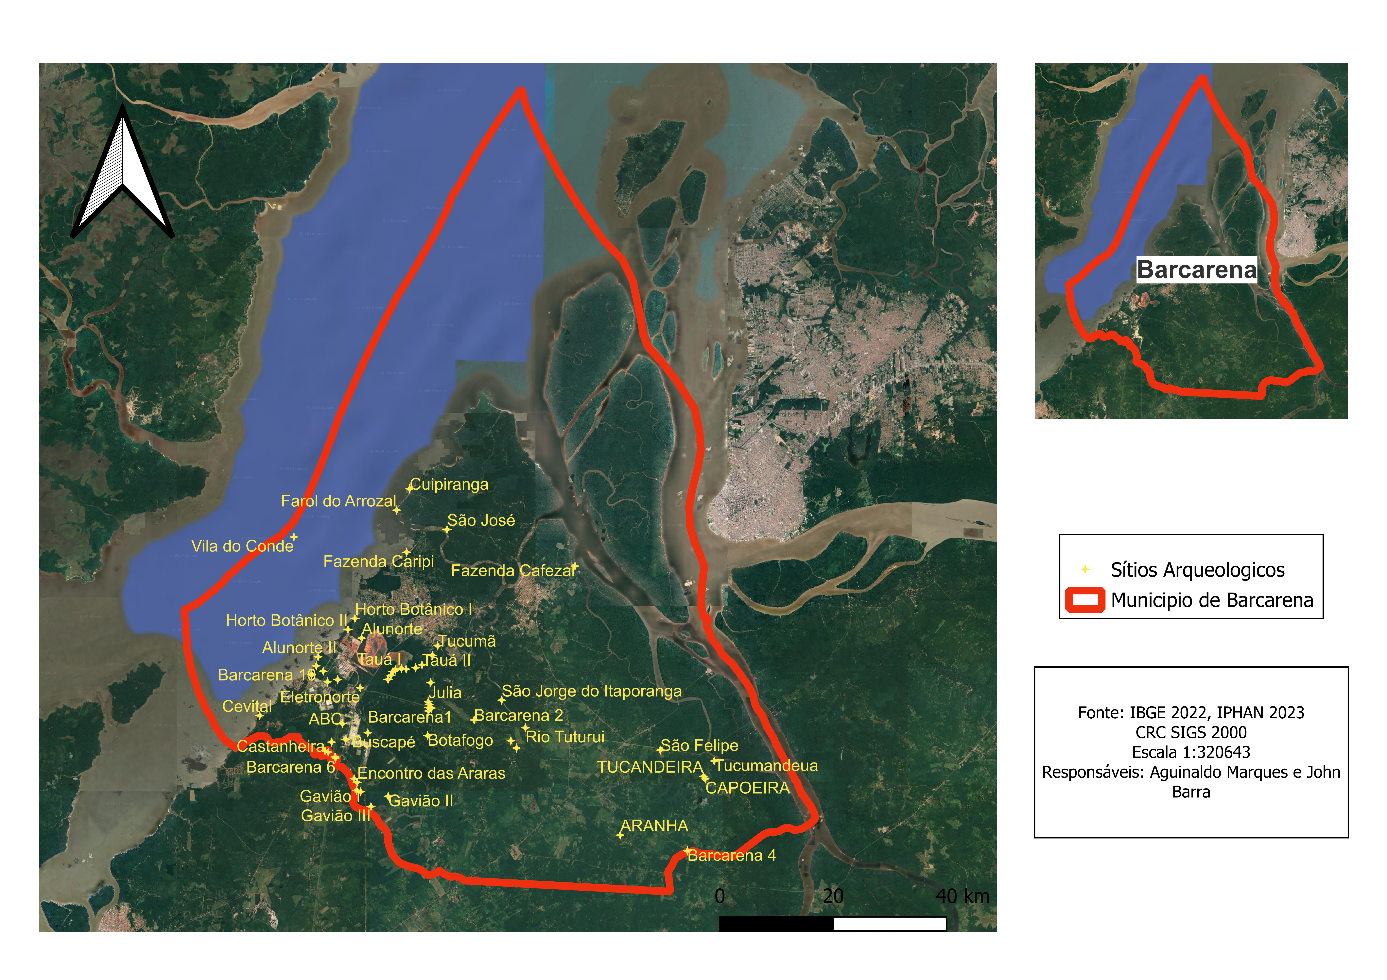 Cuipiranga
Farol do Arrozal
São José
Vila do Conde
Fazenda Caripi
Fazenda Cafezal
Horto Botânico I
Horto Botânico II
Alunorte
Tucumã
Alunorte II
Tauá I
Tauá II
Barcarena 10
Eletronorte
Julia
São Jorge do Itaporanga
Cevital
ABC
Barcarena1
Barcarena 2
Castanheira
Buscapé
Botafogo
Rio Tuturui
São Felipe
Barcarena 6
Encontro das Araras
TUCANDEIRA
Tucumandeua
CAPOEIRA
Gavião I
Gavião II
Gavião III
ARANHA
Barcarena 4
0 20 40 km
Barcarena
Sítios Arqueologicos
Municipio de Barcarena
Fonte: IBGE 2022, IPHAN 2023
CRC SIGS 2000
Escala 1:320643
Responsáveis: Aguinaldo Marques e John
Barra